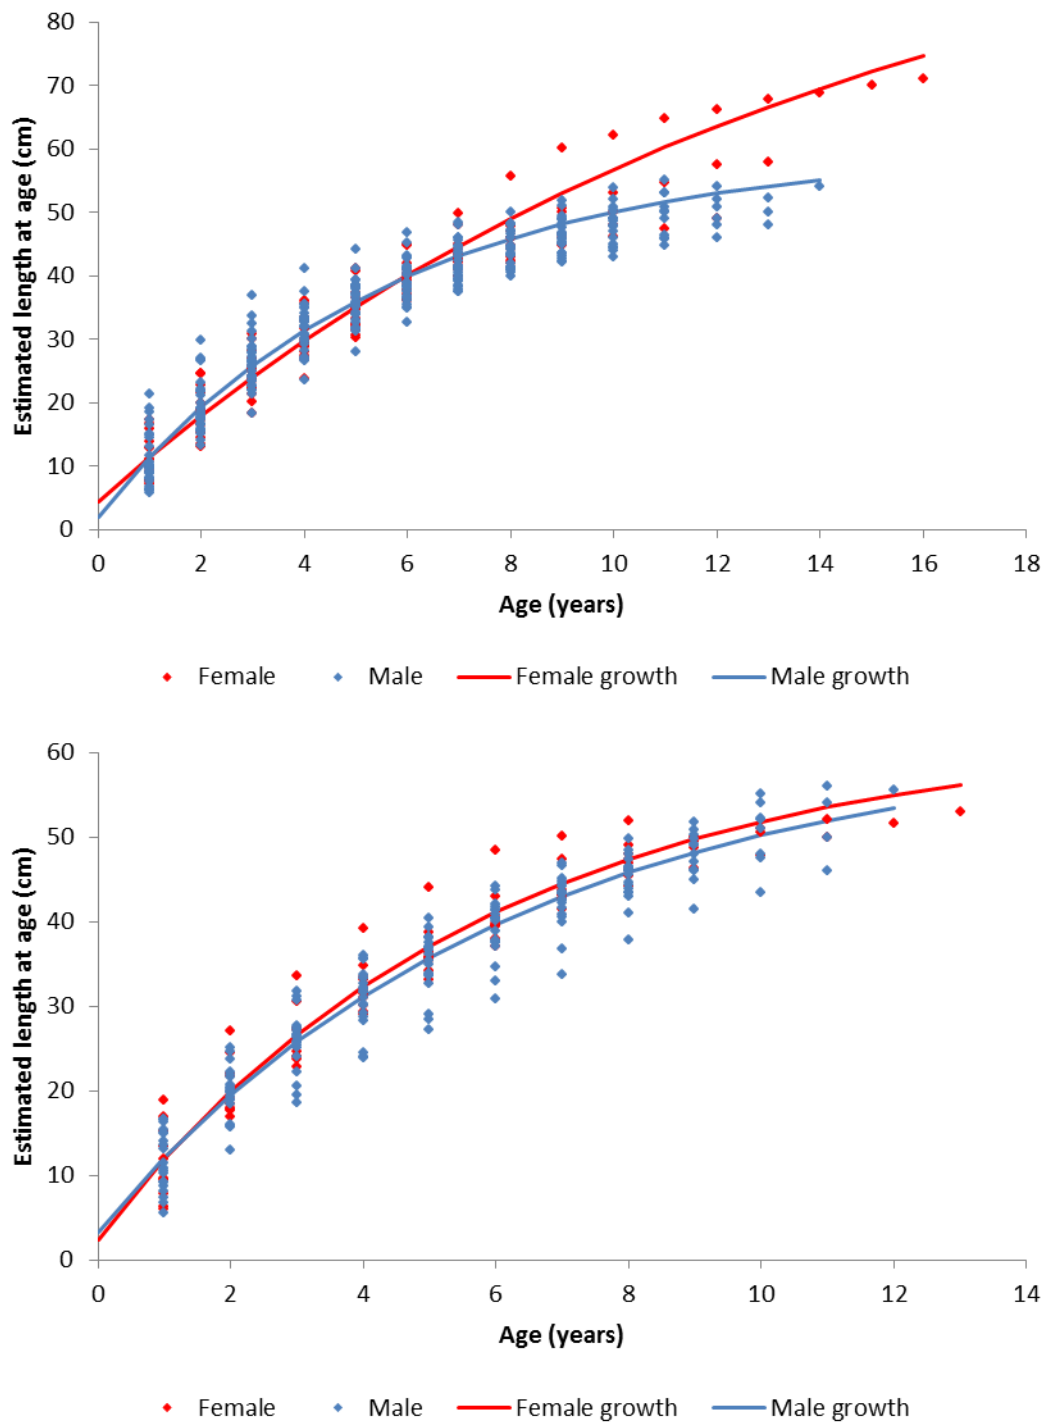 80
70
60
50
40
30
20
10
0
Estimated length at age (cm)
0 2 4 6 8 10 12 14 16 18
Age (years)
Female Male Female growth Male growth
60
50
40
30
20
10
0
Estimated length at age (cm)
0 2 4 6 8 10 12 14
Age (years)
Female Male Female growth Male growth